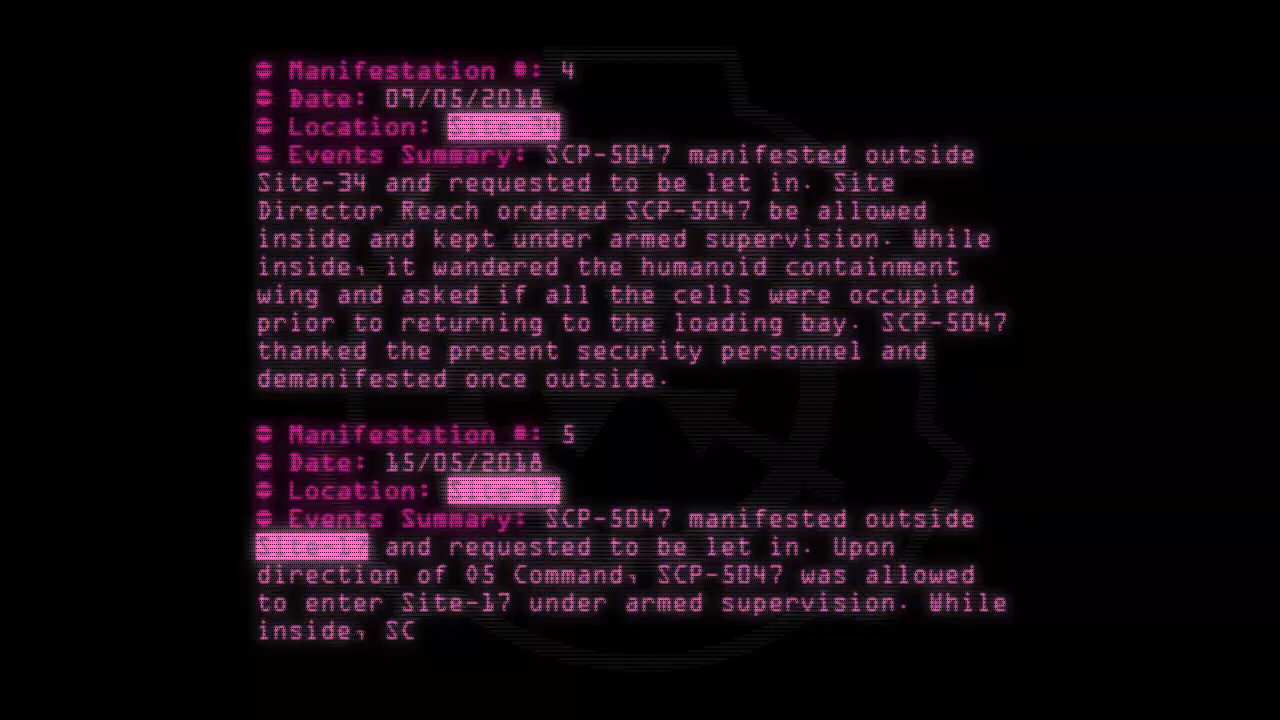 Manifestation #: 4
Date: 09/05/2018
Location:
Events Summary: SCP-5047 manifested outside
Site-34 and requested to be let in. Site
Director Reach ordered SCP-5047 be allowed
inside and kept under armed supervision. While
inside, it wandered the humanoid containment
wing and asked if all the cells were occupied
prior to returning to the loading bay. SCP-5047
thanked the present security personnel and
demanifested once outside.
Manifestation #: 5
Date: 15/05/2018
Location:
Events Summary: SCP-5047 manifested outside
and requested to be let in. Upon
direction of O5 Command, SCP-5047 was allowed
to enter Site-17 under armed supervision. While
inside, SC